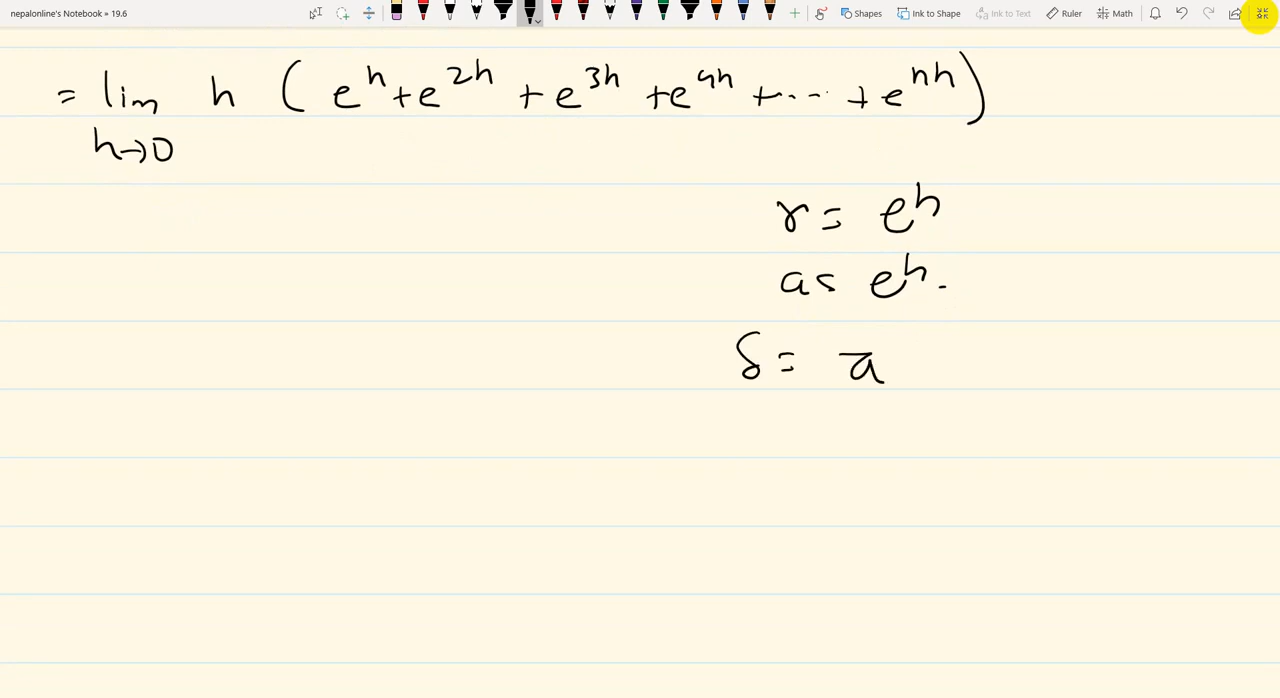 nepalonline's Notebook » 19.6
Shapes Ink to Shape Ink to Text Ruler Math
= lim h ( e^h + e^2h + e^3h + e^4h + .... + e^nh )
h→0
r = e^h
a = e^h.
S = a